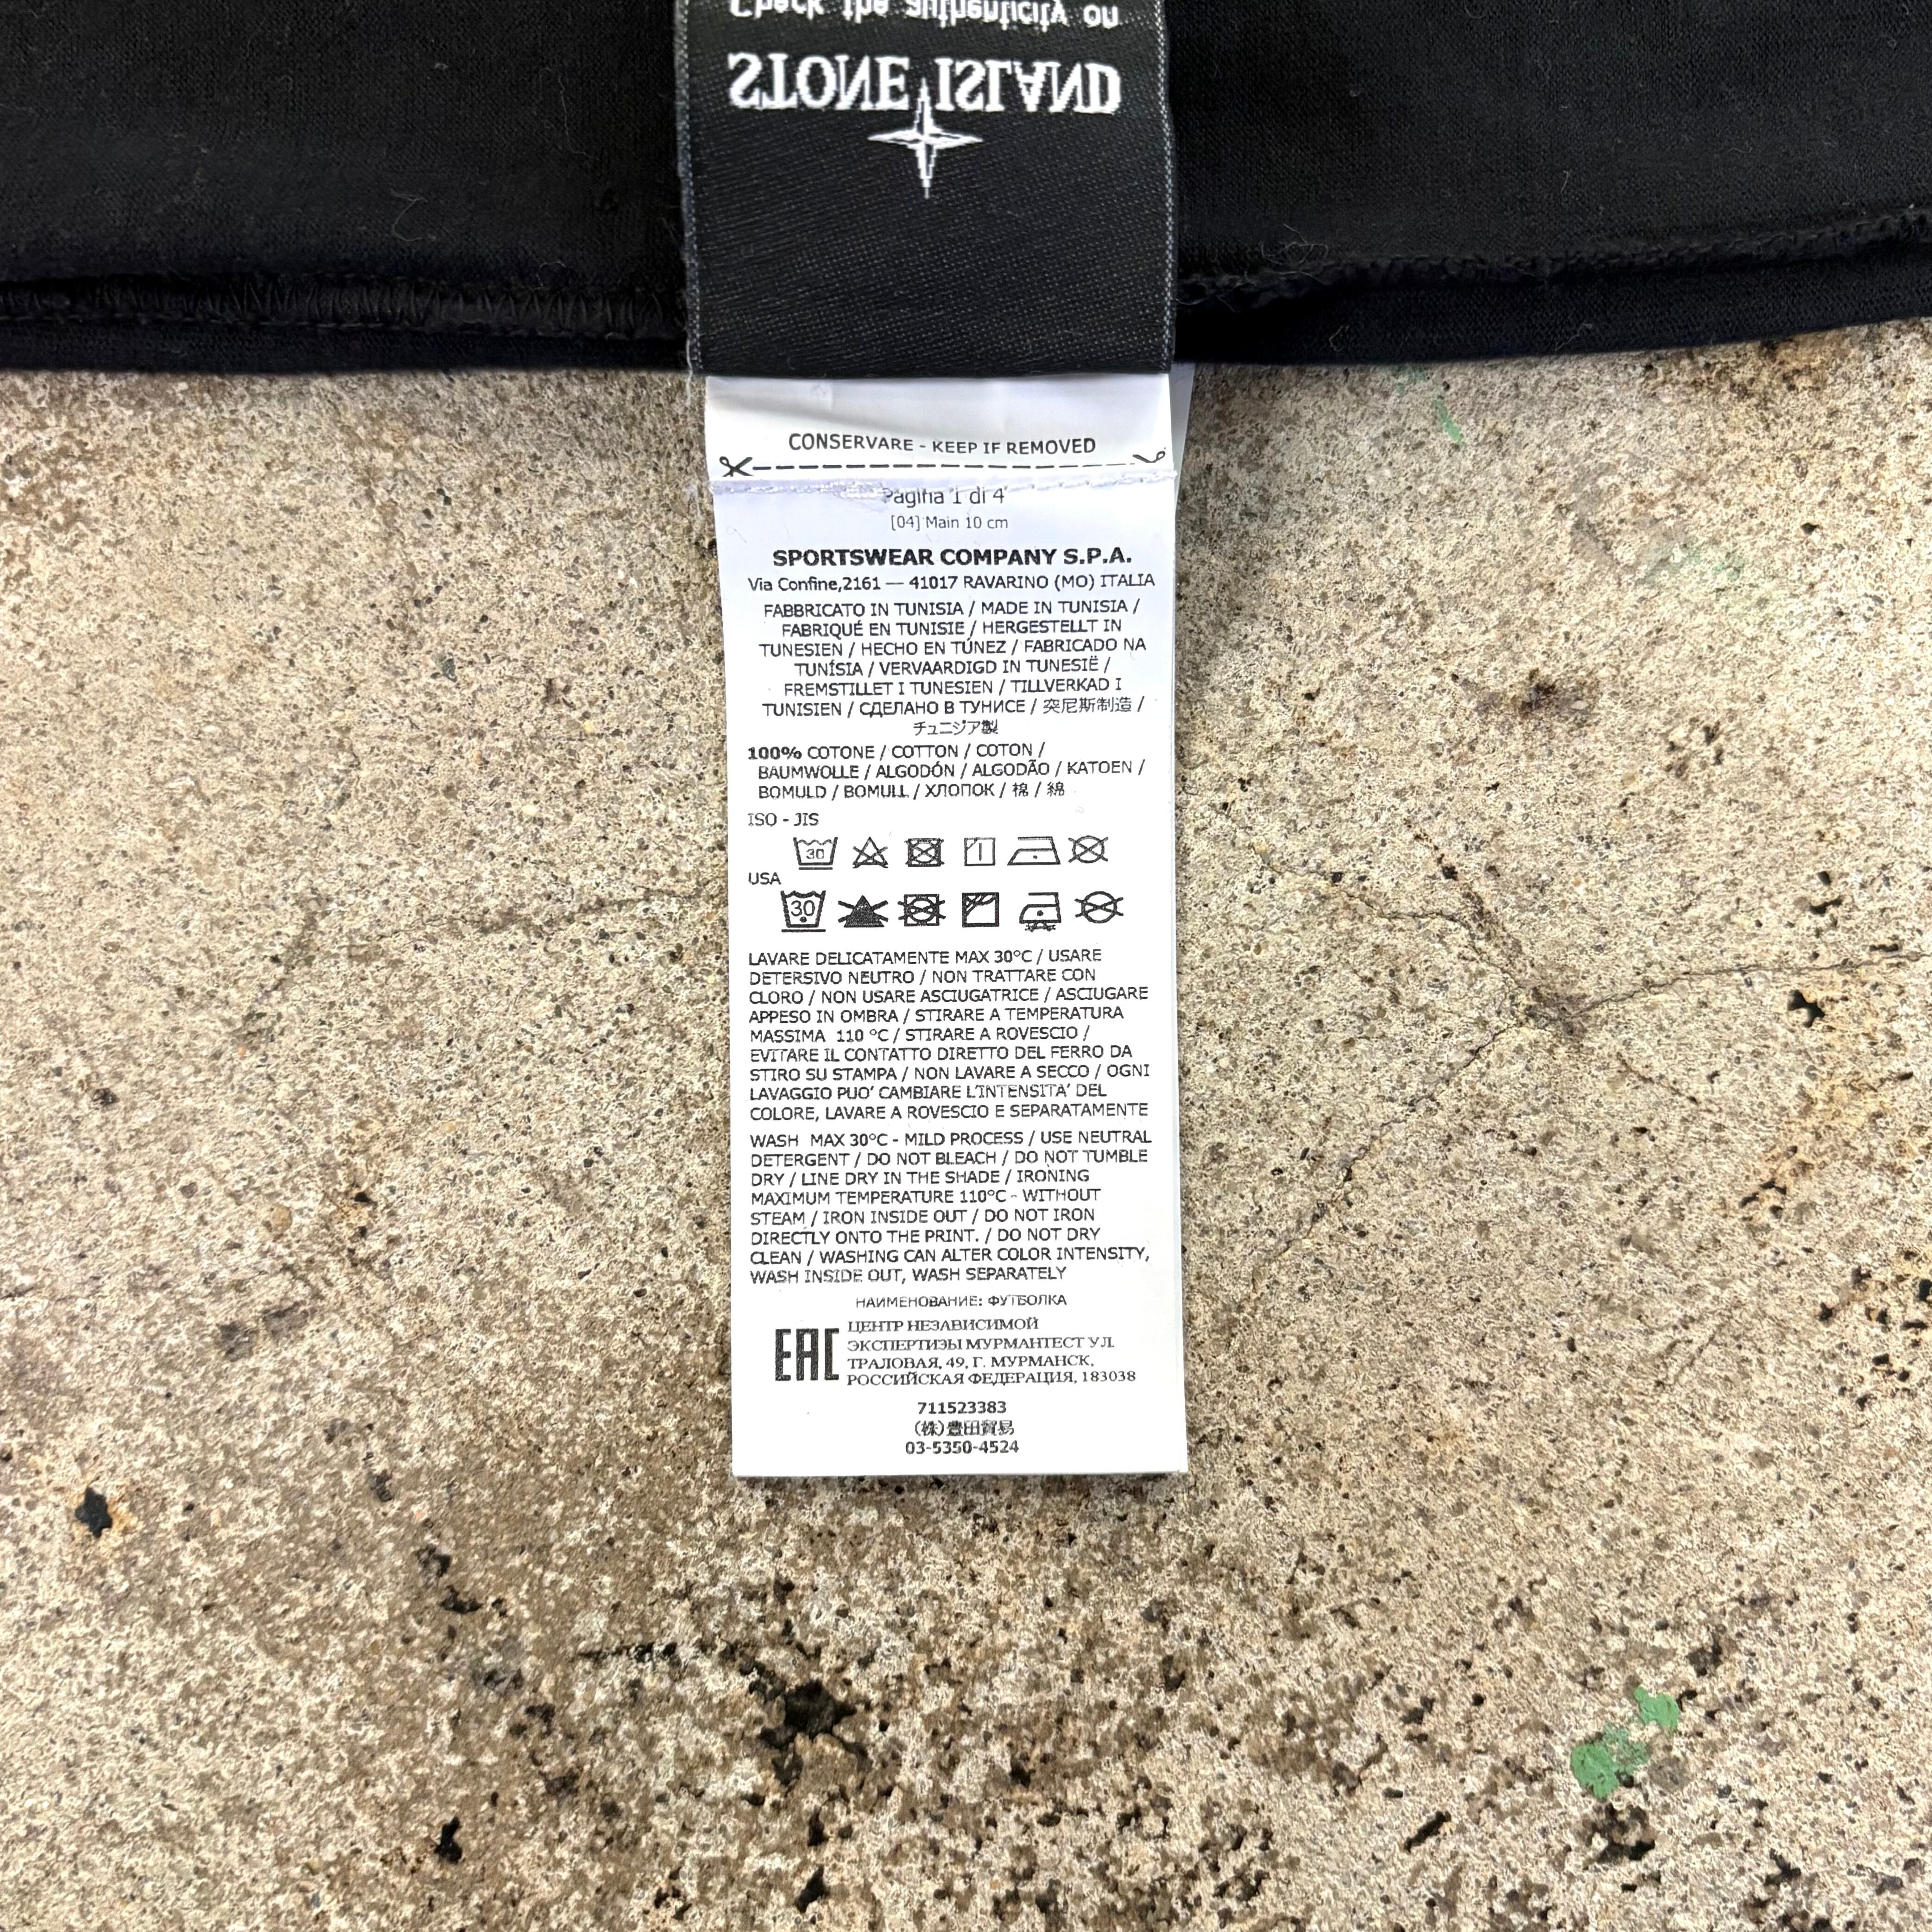 Check the authenticity on
STONE ISLAND
CONSERVARE - KEEP IF REMOVED
Pagina 1 di 4
[04] Main 10 cm
SPORTSWEAR COMPANY S.P.A.
Via Confine,2161 — 41017 RAVARINO (MO) ITALIA
FABBRICATO IN TUNISIA / MADE IN TUNISIA /
FABRIQUÉ EN TUNISIE / HERGESTELLT IN
TUNESIEN / HECHO EN TÚNEZ / FABRICADO NA
TUNÍSIA / VERVAARDIGD IN TUNESIË /
FREMSTILLET I TUNESIEN / TILLVERKAD I
TUNISIEN / СДЕЛАНО В ТУНИСЕ / 突尼斯制造 /
チュニジア製
100% COTONE / COTTON / COTON /
BAUMWOLLE / ALGODÓN / ALGODÃO / KATOEN /
BOMULD / BOMULL / ХЛОПОК / 棉 / 綿
ISO - JIS
30
USA
30
LAVARE DELICATAMENTE MAX 30°C / USARE
DETERSIVO NEUTRO / NON TRATTARE CON
CLORO / NON USARE ASCIUGATRICE / ASCIUGARE
APPESO IN OMBRA / STIRARE A TEMPERATURA
MASSIMA 110 °C / STIRARE A ROVESCIO /
EVITARE IL CONTATTO DIRETTO DEL FERRO DA
STIRO SU STAMPA / NON LAVARE A SECCO / OGNI
LAVAGGIO PUO' CAMBIARE L'INTENSITA' DEL
COLORE, LAVARE A ROVESCIO E SEPARATAMENTE
WASH MAX 30°C - MILD PROCESS / USE NEUTRAL
DETERGENT / DO NOT BLEACH / DO NOT TUMBLE
DRY / LINE DRY IN THE SHADE / IRONING
MAXIMUM TEMPERATURE 110°C - WITHOUT
STEAM / IRON INSIDE OUT / DO NOT IRON
DIRECTLY ONTO THE PRINT. / DO NOT DRY
CLEAN / WASHING CAN ALTER COLOR INTENSITY,
WASH INSIDE OUT, WASH SEPARATELY
НАИМЕНОВАНИЕ: ФУТБОЛКА
EAC
ЦЕНТР НЕЗАВИСИМОЙ
ЭКСПЕРТИЗЫ МУРМАНТЕСТ УЛ.
ТРАЛОВАЯ, 49, Г. МУРМАНСК,
РОССИЙСКАЯ ФЕДЕРАЦИЯ, 183038
711523383
(株)豊田貿易
03-5350-4524